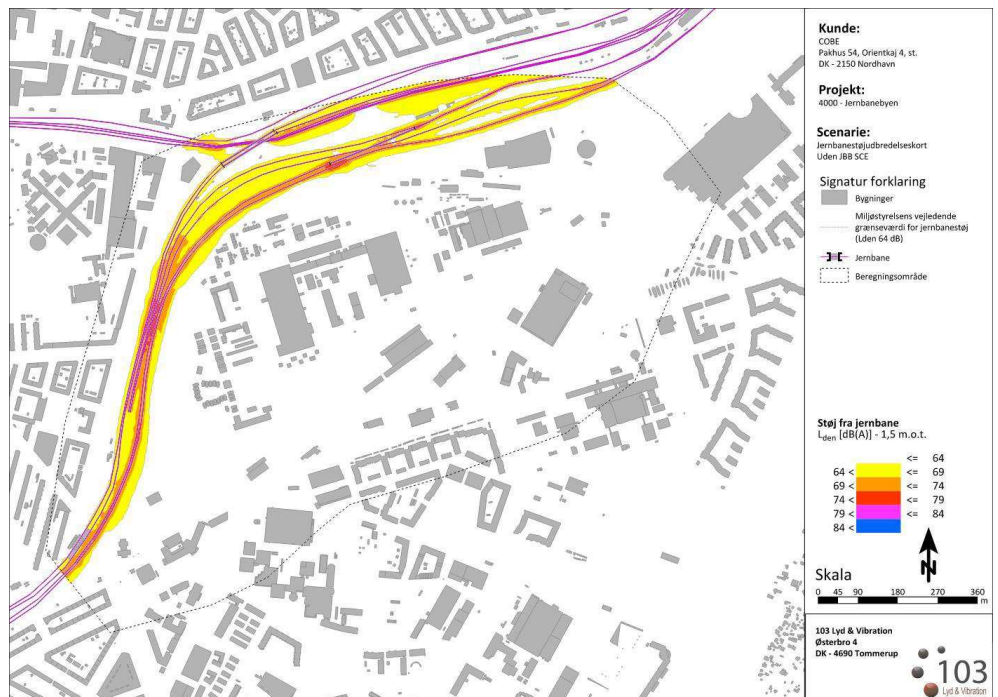 Kunde:
COBE
Pakhus 54, Orientkaj 4, st.
DK - 2150 Nordhavn
Projekt:
4000 - Jernbanebyen
Scenarie:
Jernbanestøjudbredelseskort
Uden JBB SCE
Signatur forklaring
Bygninger
Miljøstyrelsens vejledende
grænseværdi for jernbanestøj
(Lden 64 dB)
Jernbane
Beregningsområde
Støj fra jernbane
Lden [dB(A)] - 1,5 m.o.t.
<= 64
64 < <= 69
69 < <= 74
74 < <= 79
79 < <= 84
84 <
N
Skala
0 45 90 180 270 360
m
103 Lyd & Vibration
Østerbro 4
DK - 4690 Tommerup
103
Lyd & Vibration